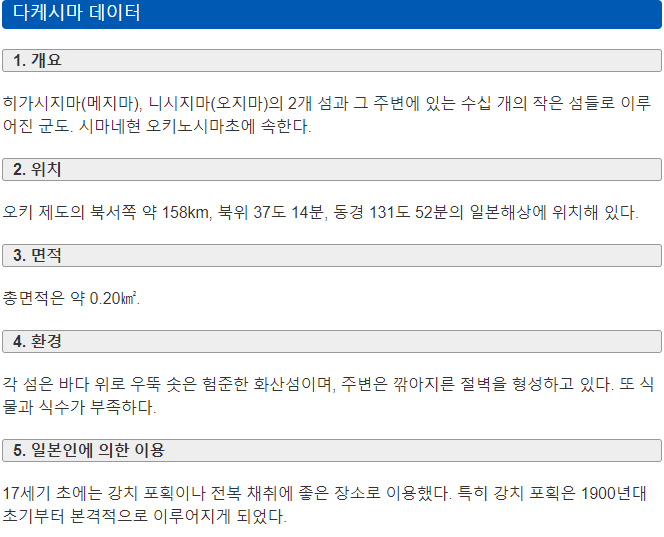 다케시마 데이터
1. 개요
히가시지마(메지마), 니시지마(오지마)의 2개 섬과 그 주변에 있는 수십 개의 작은 섬들로 이루
어진 군도. 시마네현 오키노시마초에 속한다.
2. 위치
오키 제도의 북서쪽 약 158km, 북위 37도 14분, 동경 131도 52분의 일본해상에 위치해 있다.
3. 면적
총면적은 약 0.20㎢.
4. 환경
각 섬은 바다 위로 우뚝 솟은 험준한 화산섬이며, 주변은 깎아지른 절벽을 형성하고 있다. 또 식
물과 식수가 부족하다.
5. 일본인에 의한 이용
17세기 초에는 강치 포획이나 전복 채취에 좋은 장소로 이용했다. 특히 강치 포획은 1900년대
초기부터 본격적으로 이루어지게 되었다.